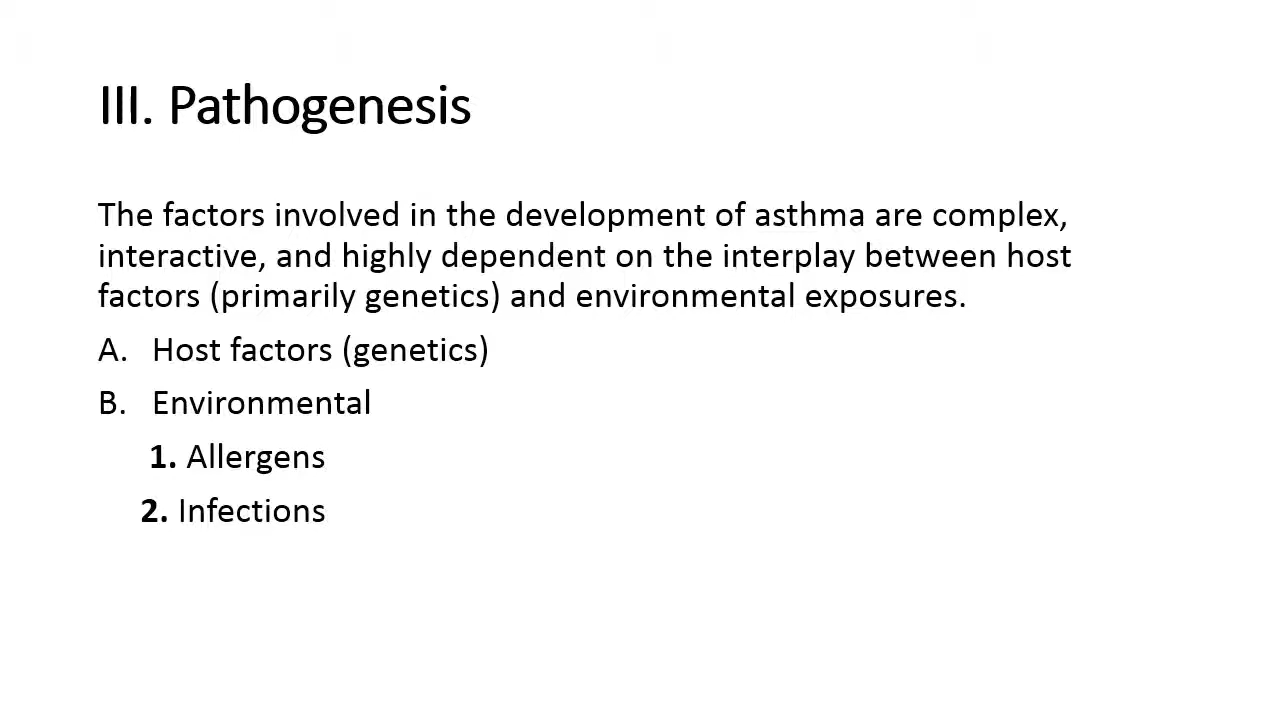 III. Pathogenesis
The factors involved in the development of asthma are complex,
interactive, and highly dependent on the interplay between host
factors (primarily genetics) and environmental exposures.
A. Host factors (genetics)
B. Environmental
1. Allergens
2. Infections